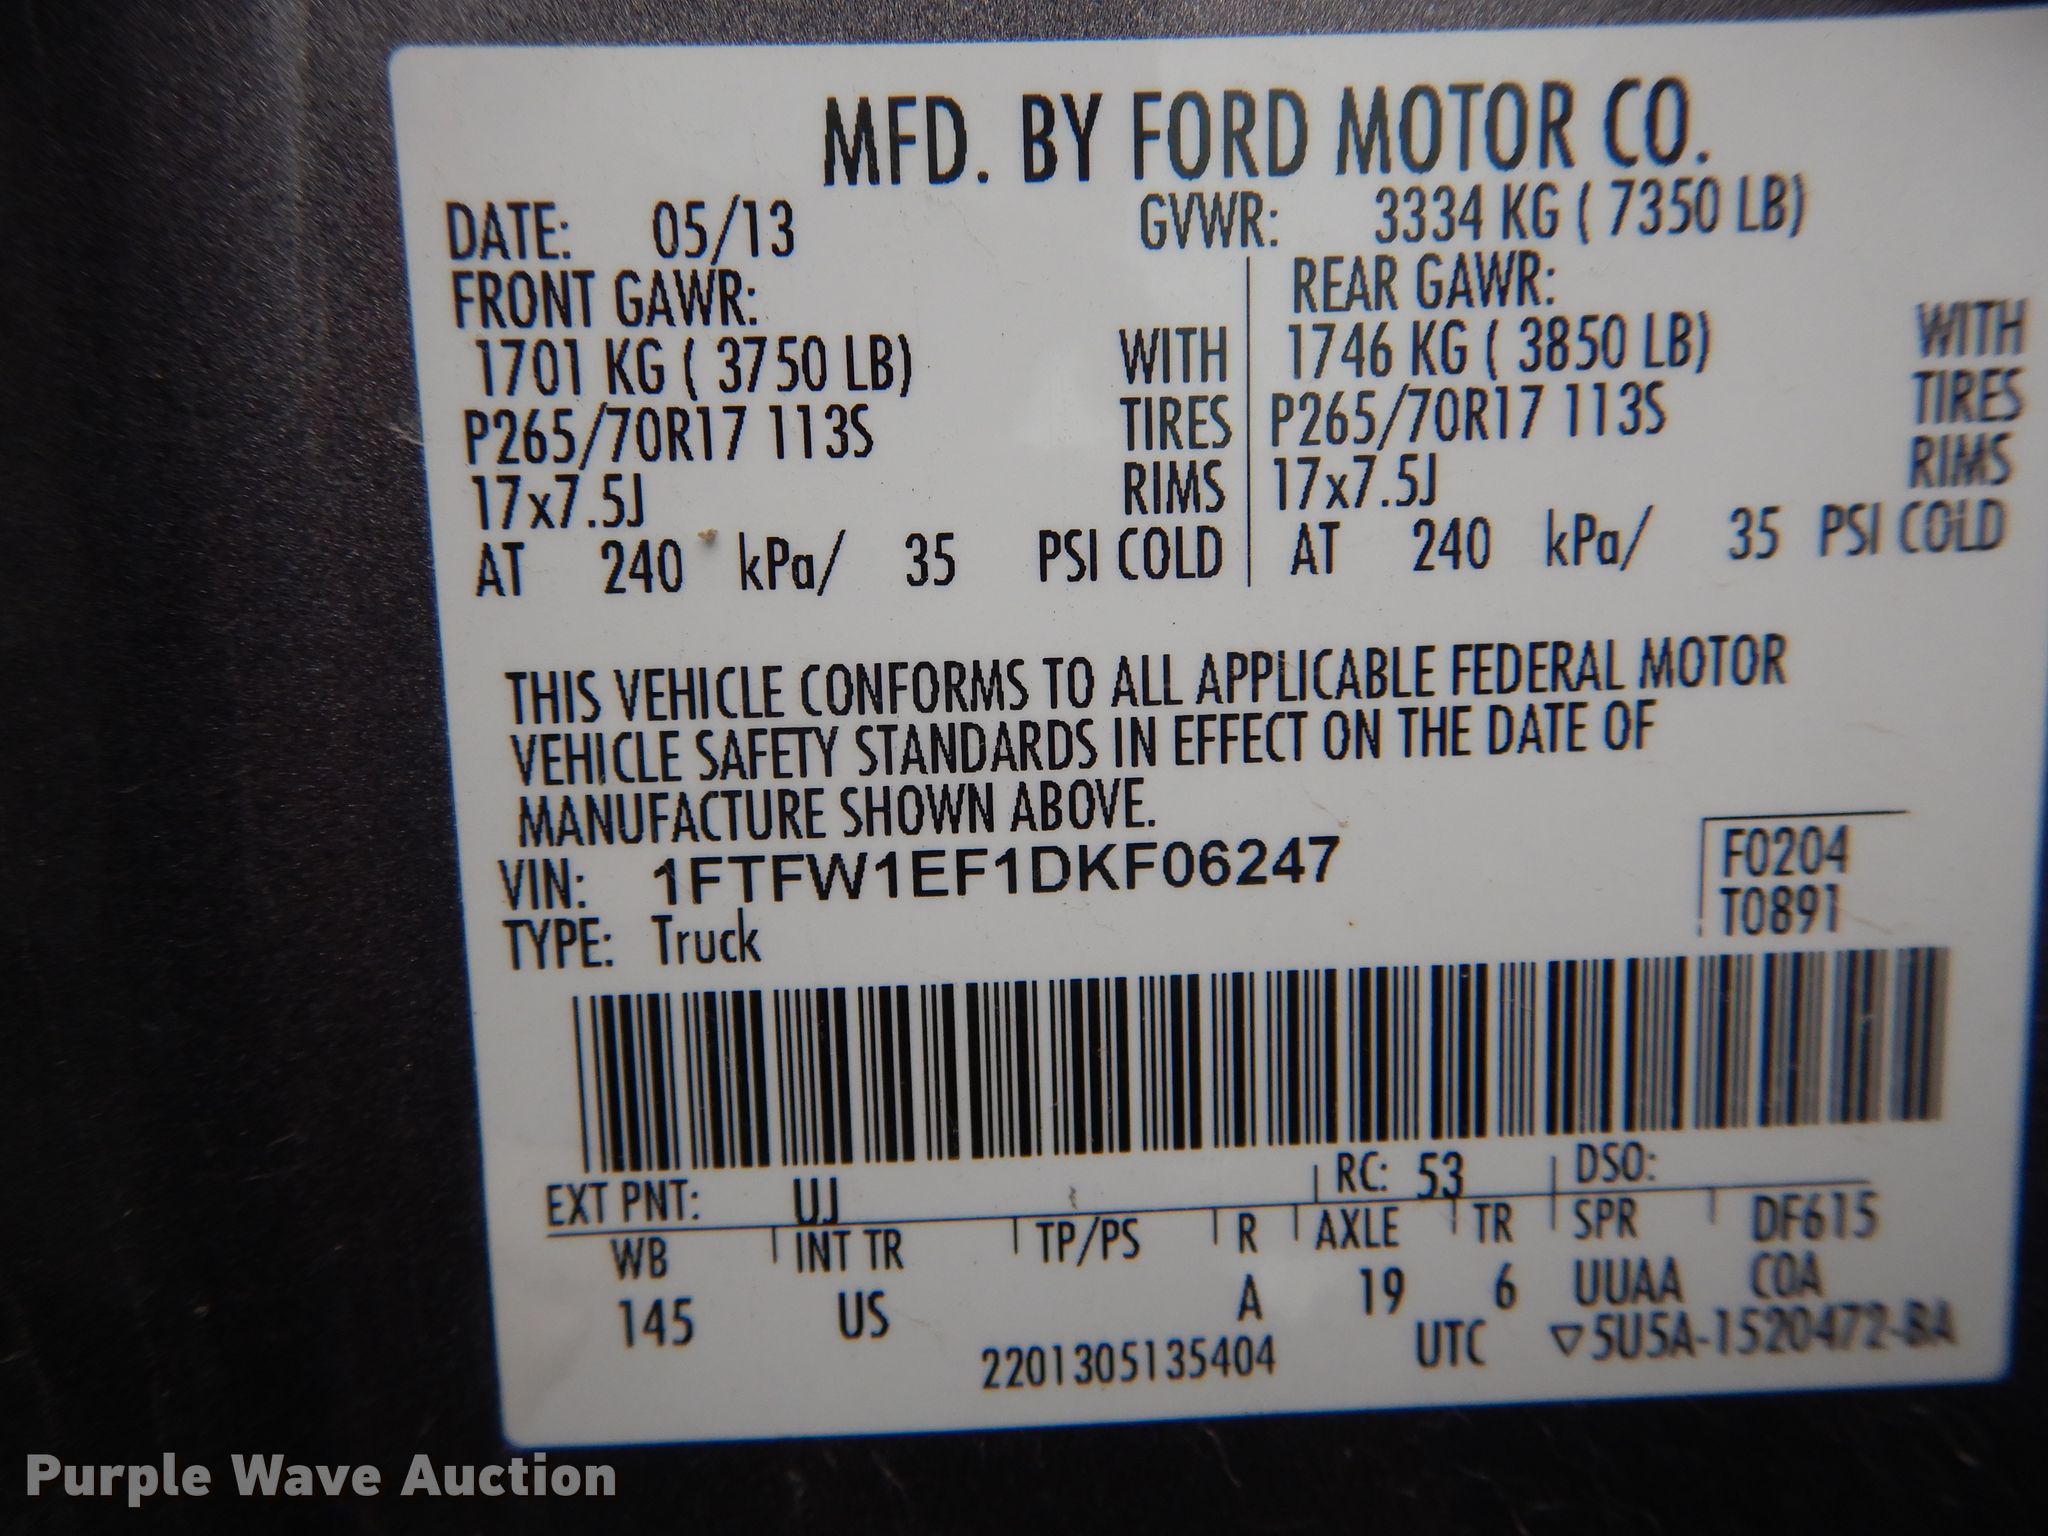 MFD. BY FORD MOTOR CO.
DATE: 05/13 GVWR: 3334 KG ( 7350 LB)
FRONT GAWR: REAR GAWR:
1701 KG ( 3750 LB) WITH 1746 KG ( 3850 LB) WITH
P265/70R17 113S TIRES P265/70R17 113S TIRES
17x7.5J RIMS 17x7.5J RIMS
AT 240 kPa/ 35 PSI COLD AT 240 kPa/ 35 PSI COLD
THIS VEHICLE CONFORMS TO ALL APPLICABLE FEDERAL MOTOR
VEHICLE SAFETY STANDARDS IN EFFECT ON THE DATE OF
MANUFACTURE SHOWN ABOVE.
VIN: 1FTFW1EF1DKF06247 F0204
TYPE: Truck T0891
EXT PNT: UJ RC: 53 DSO:
WB INT TR TP/PS R AXLE TR SPR DF615
145 US A 19 6 UUAA COA
2201305135404 UTC ▽5U5A-1520472-BA
Purple Wave Auction